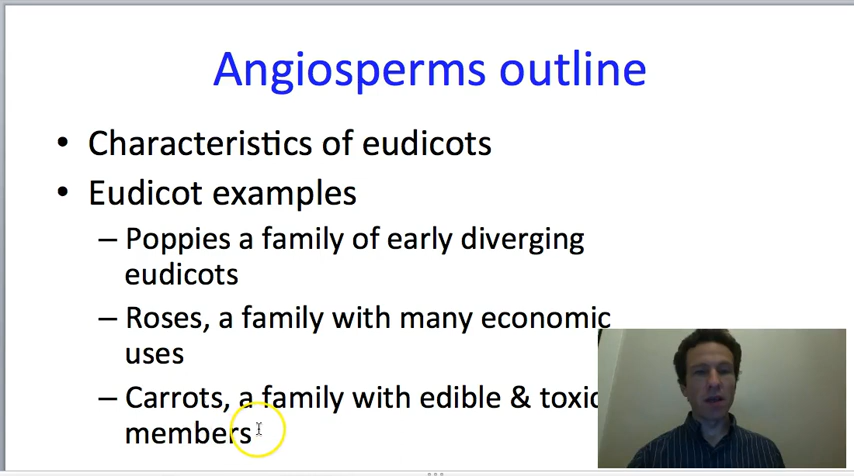 Angiosperms outline
• Characteristics of eudicots
• Eudicot examples
– Poppies a family of early diverging
eudicots
– Roses, a family with many economic
uses
– Carrots, a family with edible & toxic
members